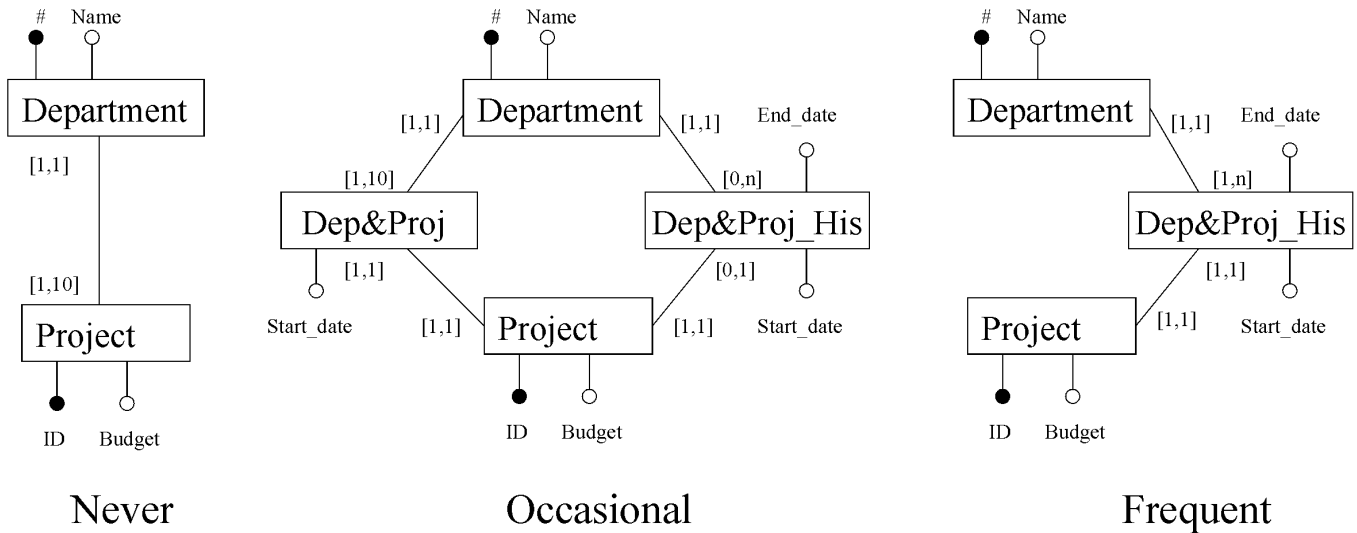 # Name
Department
[1,1]
[1,10]
Project
ID Budget
Never
# Name
Department
[1,1]
[1,1]
End_date
[1,10]
[0,n]
Dep&Proj
Dep&Proj_His
[1,1]
[0,1]
Start_date
[1,1]
Project
[1,1]
Start_date
ID Budget
Occasional
# Name
Department
[1,1]
End_date
[1,n]
Dep&Proj_His
[1,1]
Project
[1,1]
Start_date
ID Budget
Frequent